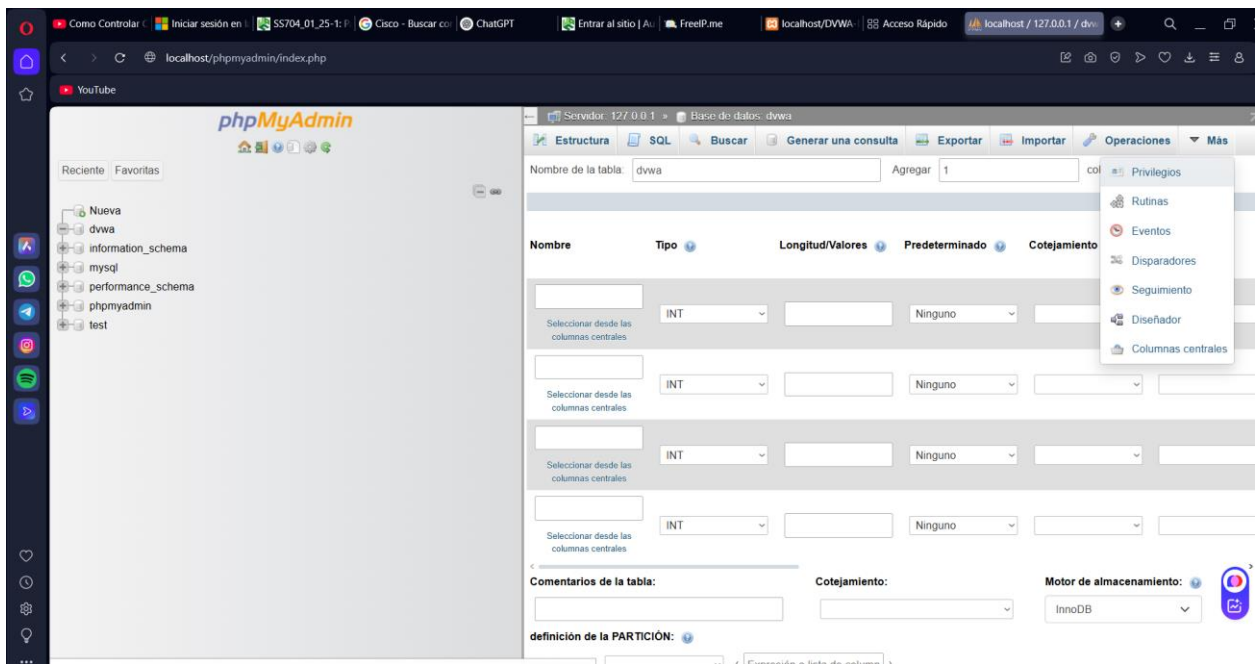 Como Controlar C
Iniciar sesión en l
SS704_01_25-1: P
Cisco - Buscar co
ChatGPT
Entrar al sitio | Au
FreeIP.me
localhost/DVWA-
Acceso Rápido
localhost / 127.0.0.1 / dvw
localhost/phpmyadmin/index.php
YouTube
phpMyAdmin
Reciente Favoritas
Nueva
dvwa
information_schema
mysql
performance_schema
phpmyadmin
test
Servidor: 127.0.0.1 » Base de datos: dvwa
Estructura SQL Buscar Generar una consulta Exportar Importar Operaciones Más
Nombre de la tabla: dvwa Agregar 1 col
Privilegios
Rutinas
Eventos
Disparadores
Seguimiento
Diseñador
Columnas centrales
Nombre Tipo Longitud/Valores Predeterminado Cotejamiento
INT Ninguno
Seleccionar desde las
columnas centrales
INT Ninguno
Seleccionar desde las
columnas centrales
INT Ninguno
Seleccionar desde las
columnas centrales
INT Ninguno
Seleccionar desde las
columnas centrales
Comentarios de la tabla: Cotejamiento: Motor de almacenamiento:
InnoDB
definición de la PARTICIÓN: